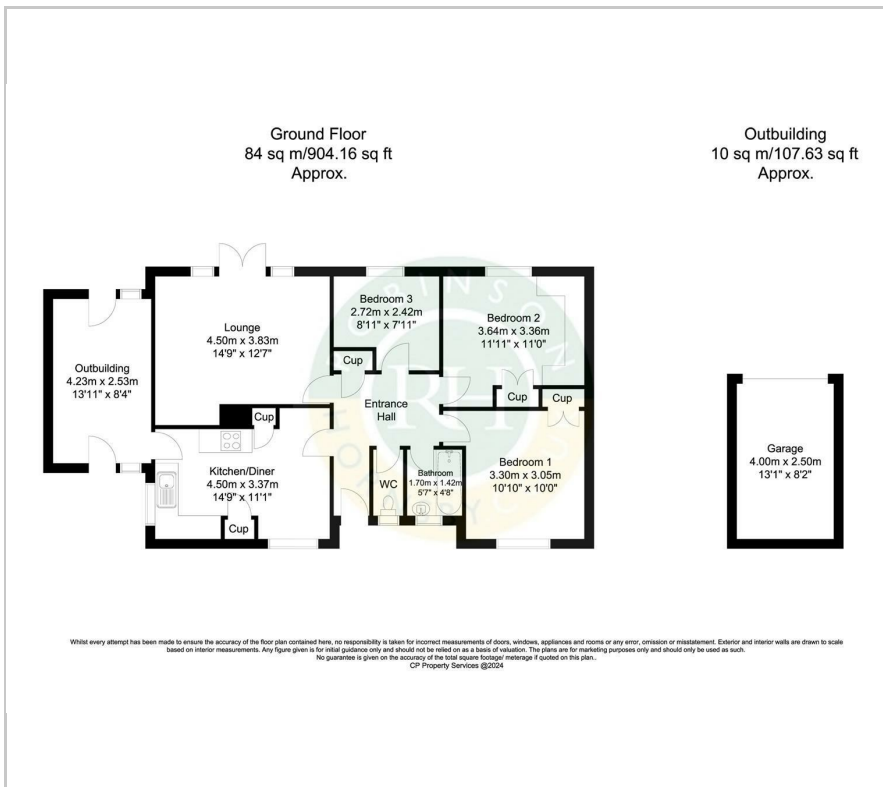 Ground Floor
84 sq m/904.16 sq ft
Approx.
Outbuilding
10 sq m/107.63 sq ft
Approx.
Lounge
4.50m x 3.83m
14'9" x 12'7"
Bedroom 3
2.72m x 2.42m
8'11" x 7'11"
Bedroom 2
3.64m x 3.36m
11'11" x 11'0"
Outbuilding
4.23m x 2.53m
13'11" x 8'4"
Cup
Entrance
Hall
Cup
Cup
Cup
Kitchen/Diner
4.50m x 3.37m
14'9" x 11'1"
Cup
WC
Bathroom
1.70m x 1.42m
5'7" x 4'8"
Bedroom 1
3.30m x 3.05m
10'10" x 10'0"
Garage
4.00m x 2.50m
13'1" x 8'2"
ROBINSON
RH
HORNSBY
Whilst every attempt has been made to ensure the accuracy of the floor plan contained here, no responsibility is taken for incorrect measurements of doors, windows, appliances and rooms or any error, omission or misstatement. Exterior and interior walls are drawn to scale
based on interior measurements. Any figure given is for initial guidance only and should not be relied on as a basis of valuation. The plans are for marketing purposes only and should only be used as such.
No guarantee is given on the accuracy of the total square footage/ meterage if quoted on this plan..
CP Property Services @2024